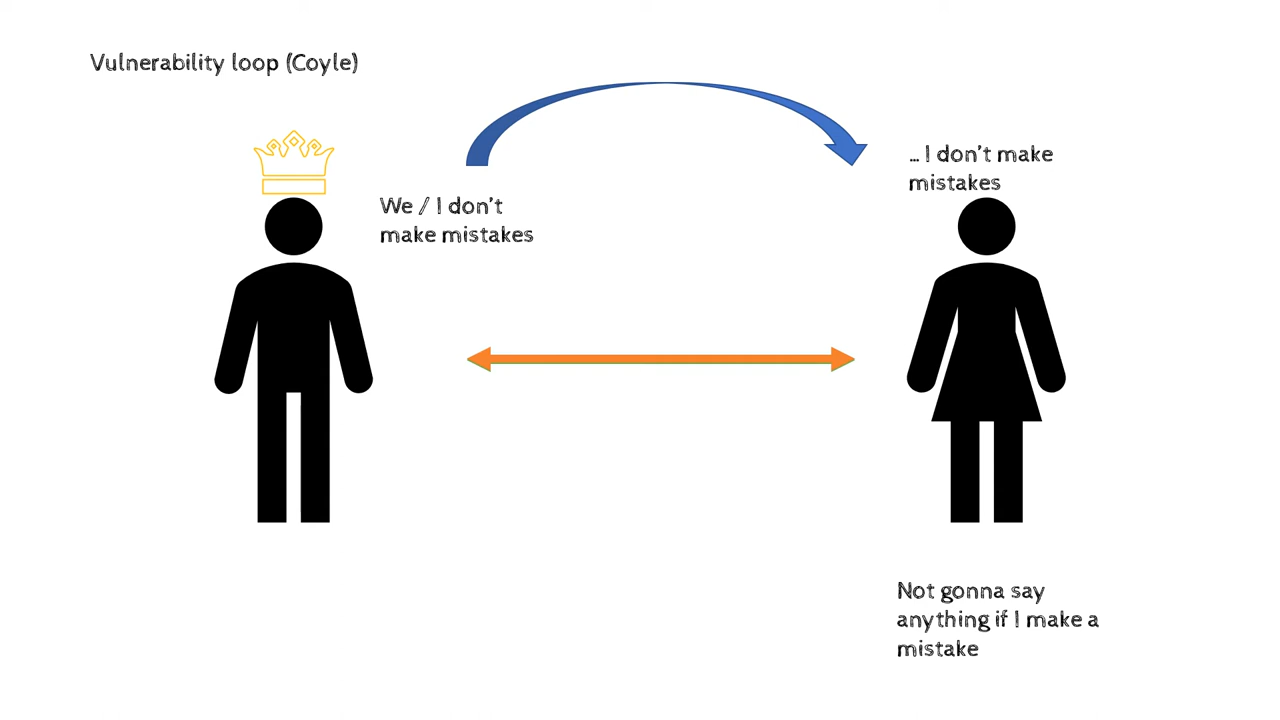 Vulnerability loop (Coyle)
... I don't make
mistakes
We / I don't
make mistakes
Not gonna say
anything if I make a
mistake